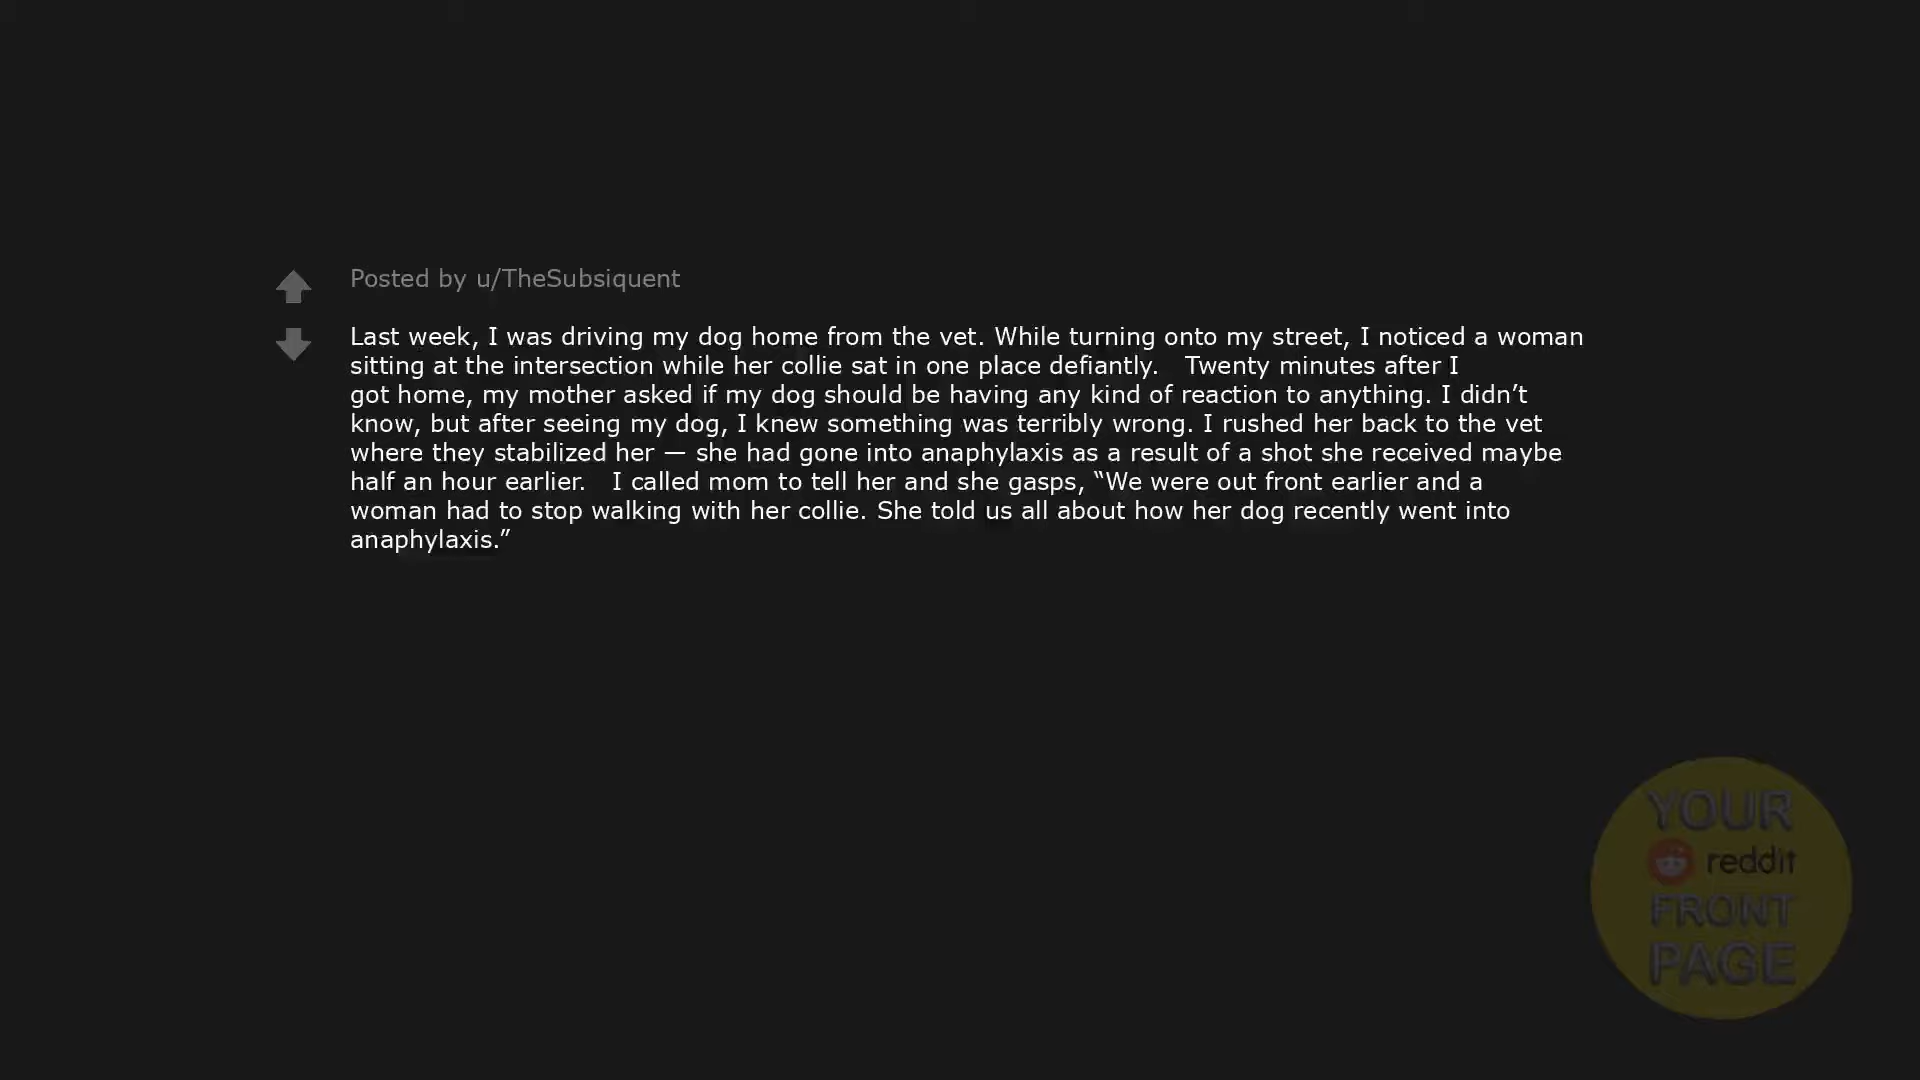 Posted by u/TheSubsiquent
Last week, I was driving my dog home from the vet. While turning onto my street, I noticed a woman
sitting at the intersection while her collie sat in one place defiantly.   Twenty minutes after I
got home, my mother asked if my dog should be having any kind of reaction to anything. I didn’t
know, but after seeing my dog, I knew something was terribly wrong. I rushed her back to the vet
where they stabilized her — she had gone into anaphylaxis as a result of a shot she received maybe
half an hour earlier.   I called mom to tell her and she gasps, “We were out front earlier and a
woman had to stop walking with her collie. She told us all about how her dog recently went into
anaphylaxis.”
YOUR
reddit
FRONT
PAGE